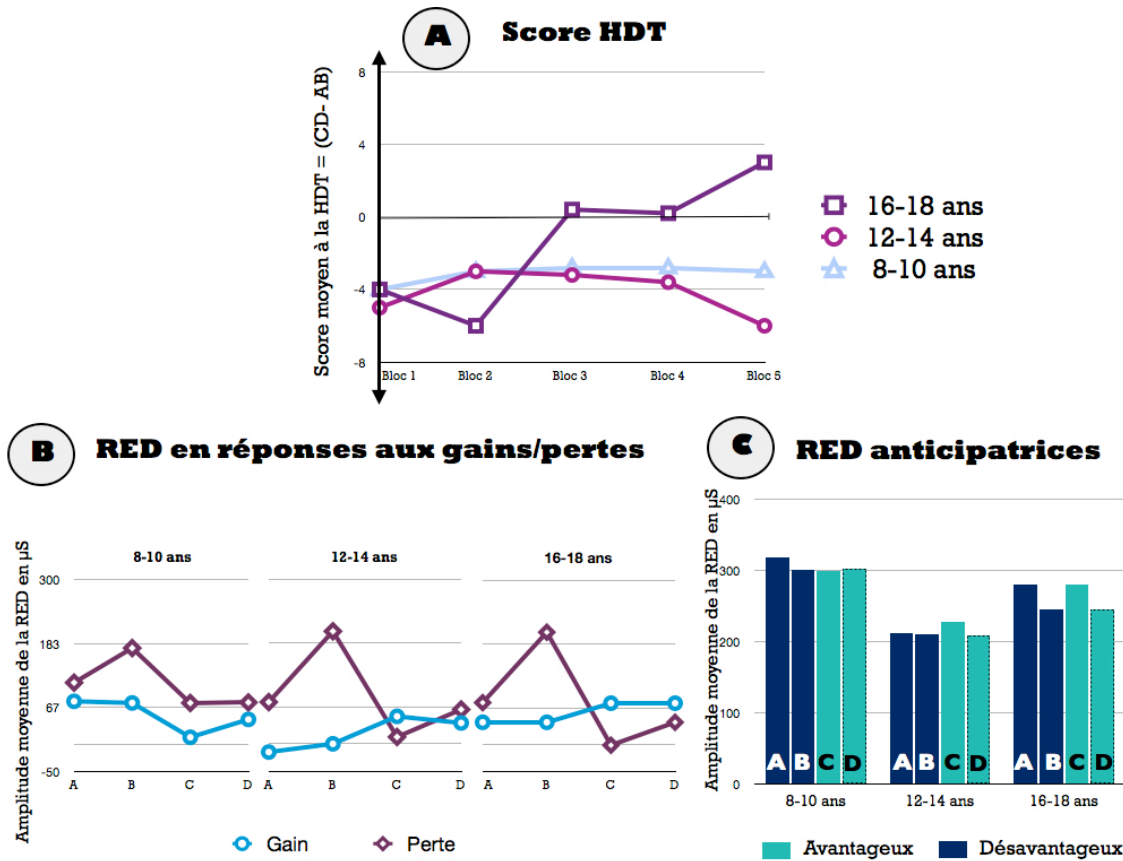 A
Score HDT
Score moyen à la HDT = (CD- AB)
8
4
0
-4
-8
Bloc 1
Bloc 2
Bloc 3
Bloc 4
Bloc 5
16-18 ans
12-14 ans
8-10 ans
B
RED en réponses aux gains/pertes
Amplitude moyenne de la RED en µS
8-10 ans
12-14 ans
16-18 ans
300
183
67
-50
A B C D
A B C D
A B C D
Gain
Perte
C
RED anticipatrices
Amplitude moyenne de la RED en µS
400
300
200
100
0
A B C D
A B C D
A B C D
8-10 ans
12-14 ans
16-18 ans
Avantageux
Désavantageux